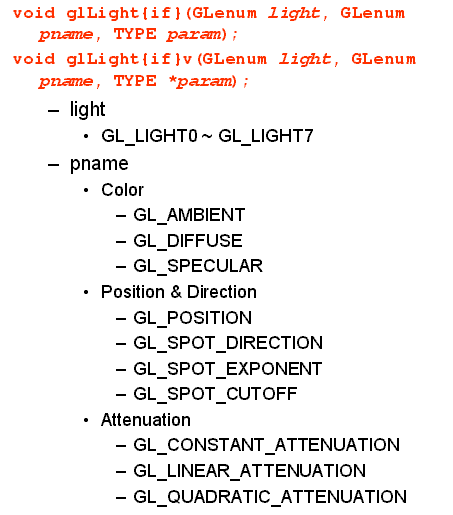 void glLight{if}(GLenum light, GLenum
pname, TYPE param);
void glLight{if}v(GLenum light, GLenum
pname, TYPE *param);
– light
• GL_LIGHT0 ~ GL_LIGHT7
– pname
• Color
– GL_AMBIENT
– GL_DIFFUSE
– GL_SPECULAR
• Position & Direction
– GL_POSITION
– GL_SPOT_DIRECTION
– GL_SPOT_EXPONENT
– GL_SPOT_CUTOFF
• Attenuation
– GL_CONSTANT_ATTENUATION
– GL_LINEAR_ATTENUATION
– GL_QUADRATIC_ATTENUATION